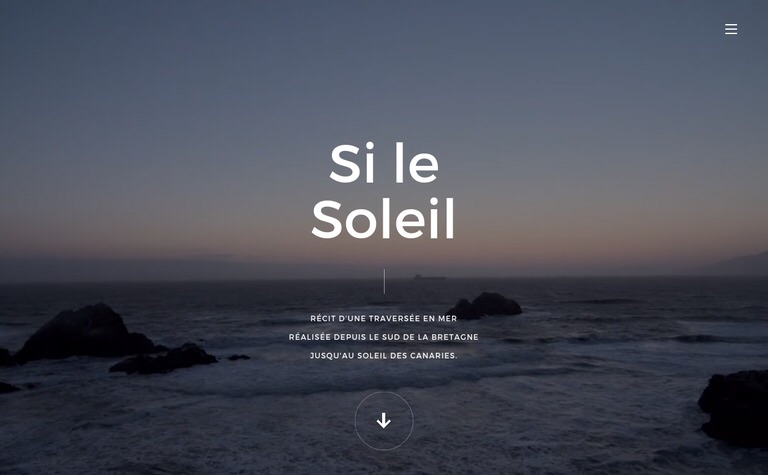 Si le
Soleil
RÉCIT D'UNE TRAVERSÉE EN MER
RÉALISÉE DEPUIS LE SUD DE LA BRETAGNE
JUSQU'AU SOLEIL DES CANARIES.